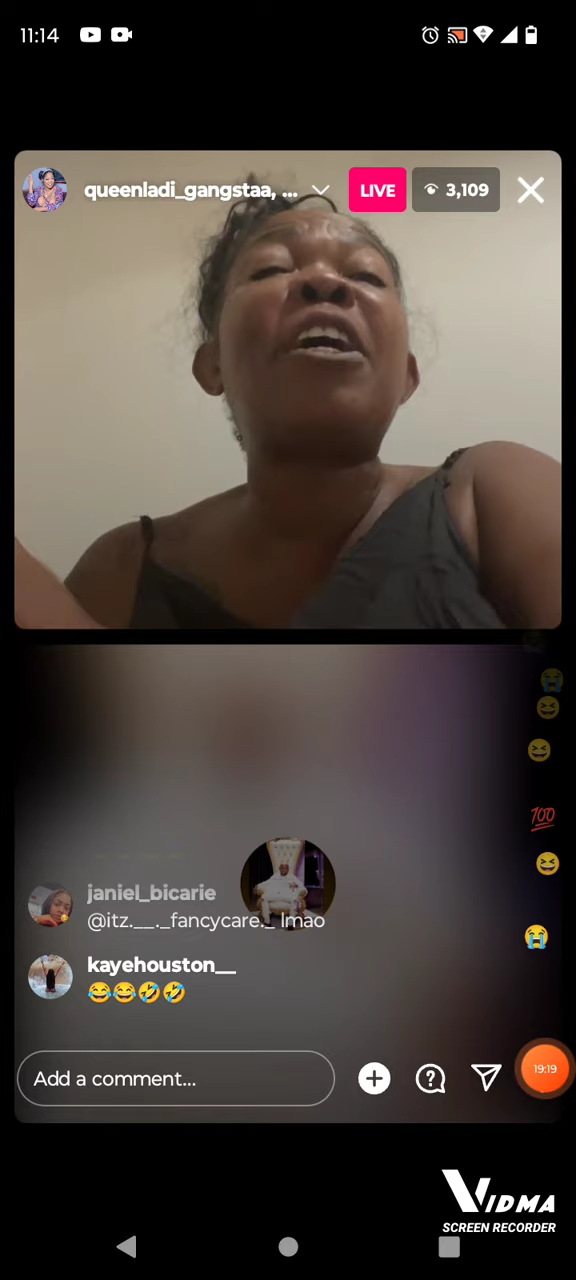 11:14
queenladi_gangstaa, ...
LIVE
3,109
100
janiel_bicarie
@itz.__._fancycare._ lmao
kayehouston__
😂😂🤣🤣
Add a comment...
19:19
VIDMA
SCREEN RECORDER